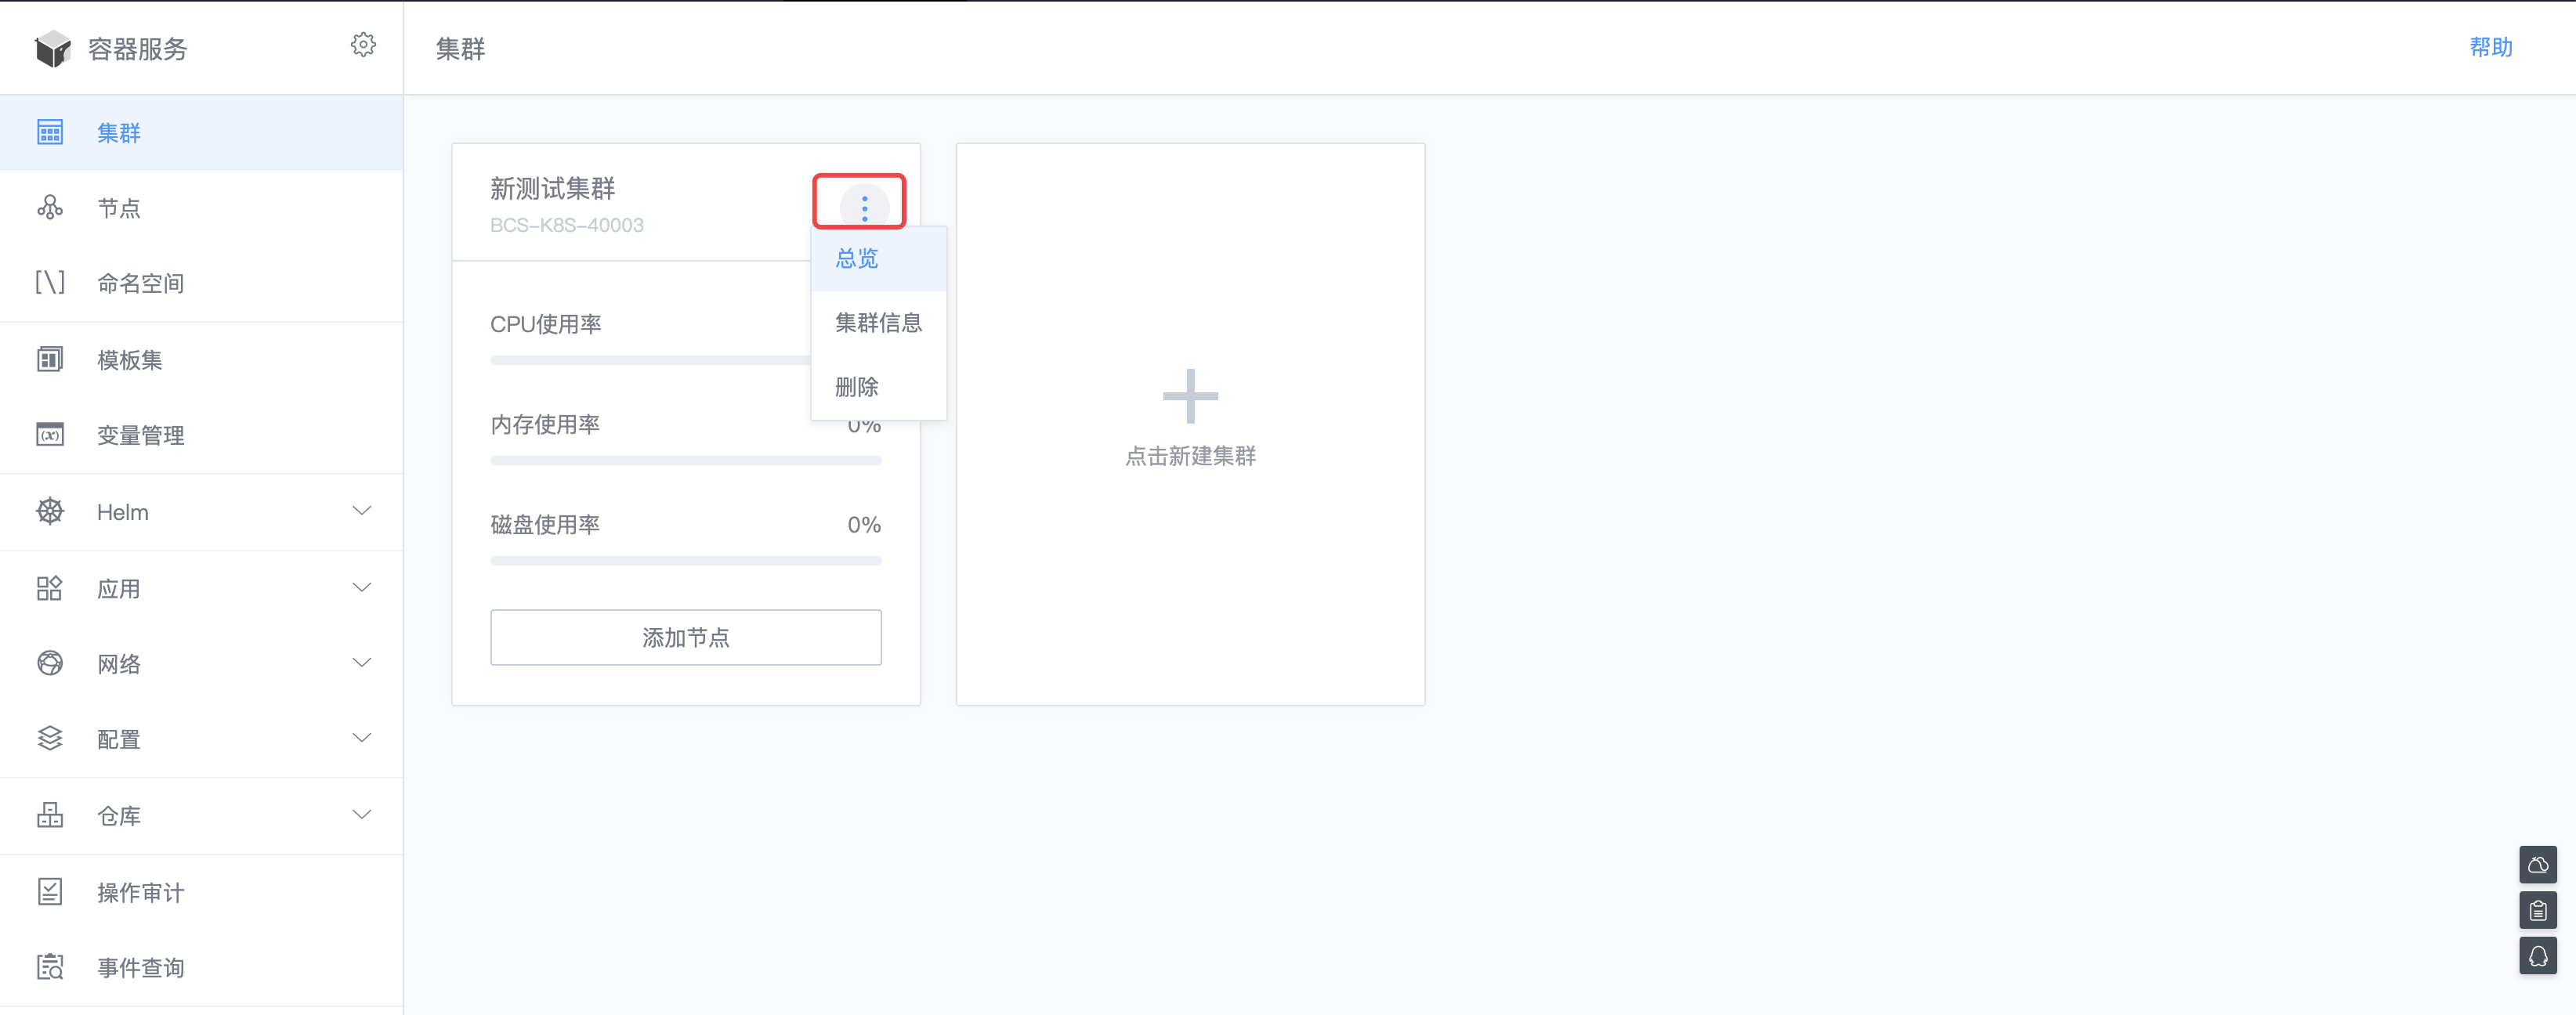 容器服务
集群
帮助
集群
节点
[\] 命名空间
模板集
(x) 变量管理
Helm
应用
网络
配置
仓库
操作审计
事件查询
新测试集群
BCS-K8S-40003
总览
集群信息
删除
CPU使用率
内存使用率
0%
磁盘使用率
0%
添加节点
点击新建集群